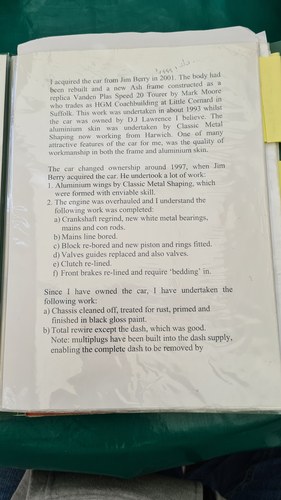 I acquired the car from Jim Berry in 2001. The body had
been rebuilt and a new Ash frame constructed as a
replica Vanden Plas Speed 20 Tourer by Mark Moore
who trades as HGM Coachbuilding at Little Cornard in
Suffolk. This work was undertaken in about 1993 whilst
the car was owned by D.J Lawrence I believe. The
aluminium skin was undertaken by Classic Metal
Shaping now working from Harwich. One of many
attractive features of the car for me, was the quality of
workmanship in both the frame and aluminium skin.
The car changed ownership around 1997, when Jim
Berry acquired the car. He undertook a lot of work:
1. Aluminium wings by Classic Metal Shaping, which
were formed with enviable skill.
2. The engine was overhauled and I understand the
following work was completed:
a) Crankshaft regrind, new white metal bearings,
mains and con rods.
b) Mains line bored.
c) Block re-bored and new piston and rings fitted.
d) Valves guides replaced and also valves.
e) Clutch re-lined.
f) Front brakes re-lined and require 'bedding' in.
Since I have owned the car, I have undertaken the
following work:
a) Chassis cleaned off, treated for rust, primed and
finished in black gloss paint.
b) Total rewire except the dash, which was good.
Note: multiplugs have been built into the dash supply,
enabling the complete dash to be removed by